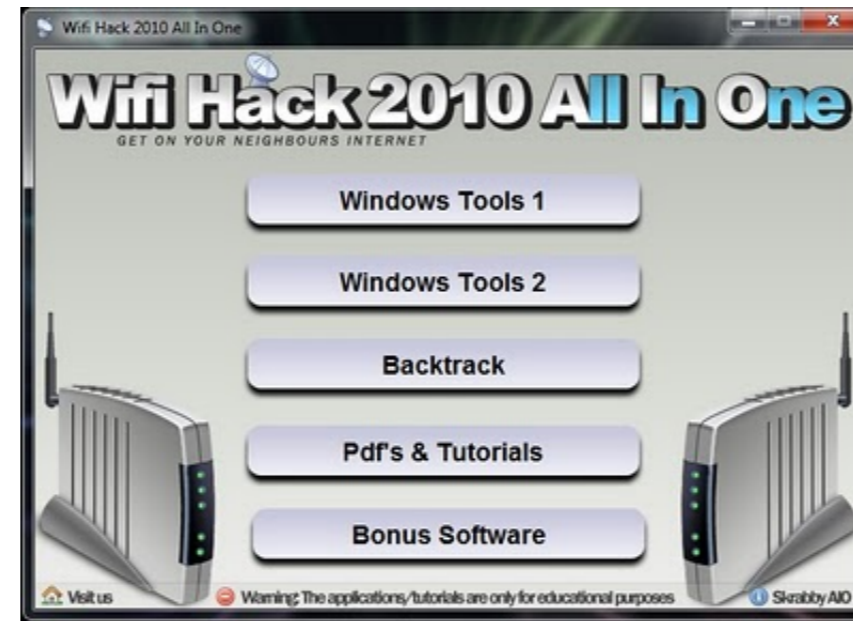 Wifi Hack 2010 All In One
Wifi Hack 2010 All In One
GET ON YOUR NEIGHBOURS INTERNET
Windows Tools 1
Windows Tools 2
Backtrack
Pdf's & Tutorials
Bonus Software
Visit us
Warning: The applications/tutorials are only for educational purposes
Skrabby AIO